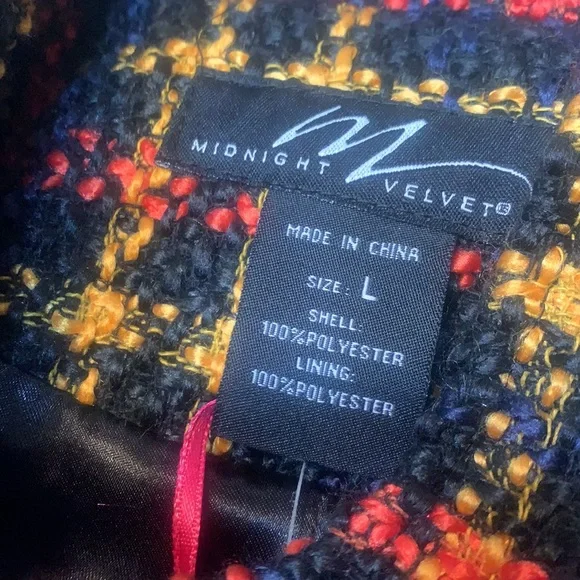 MIDNIGHT VELVET®
MADE IN CHINA
SIZE: L
SHELL:
100%POLYESTER
LINING:
100%POLYESTER